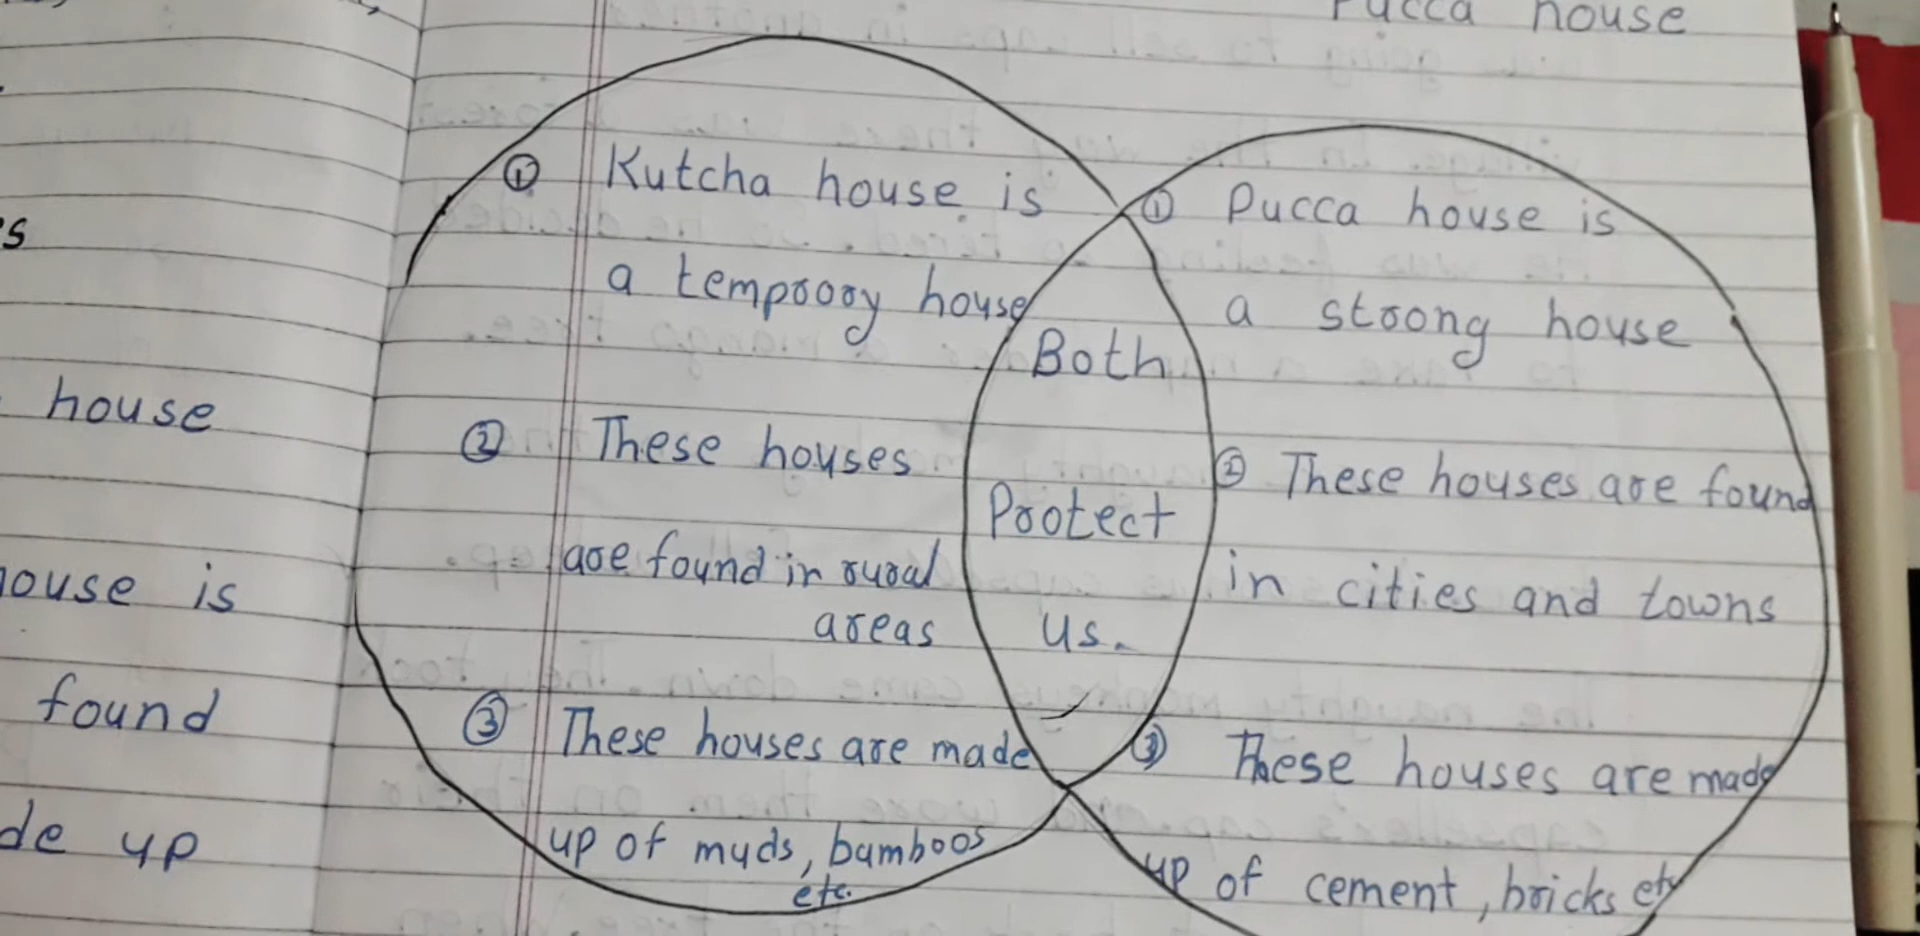 Pucca house
① Kutcha house is
a temprory house
② These houses
are found in rural
areas
③ These houses are made
up of muds, bamboos
etc.
Both
Protect
us.
① Pucca house is
a strong house
② These houses are found
in cities and towns
③ These houses are made
up of cement, bricks etc
house
is
found
up